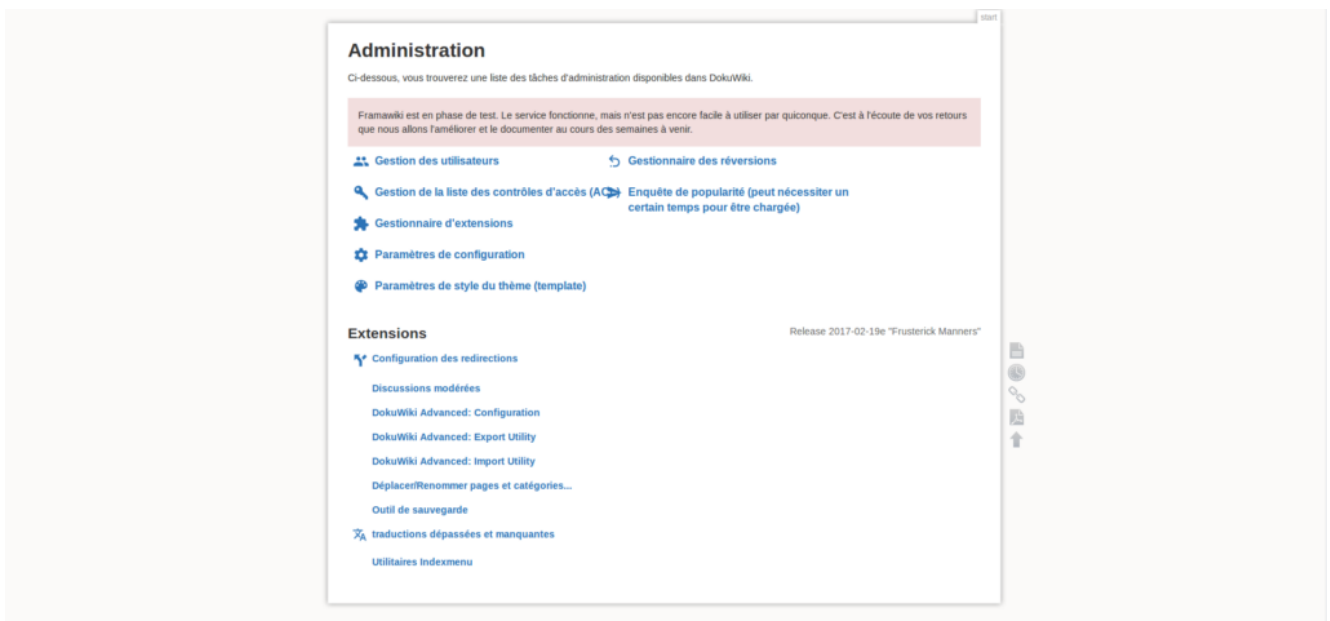 start
Administration
Ci-dessous, vous trouverez une liste des tâches d'administration disponibles dans DokuWiki.
Framawiki est en phase de test. Le service fonctionne, mais n'est pas encore facile à utiliser par quiconque. C'est à l'écoute de vos retours
que nous allons l'améliorer et le documenter au cours des semaines à venir.
Gestion des utilisateurs
Gestion de la liste des contrôles d'accès (AC
Gestionnaire d'extensions
Paramètres de configuration
Paramètres de style du thème (template)
Gestionnaire des réversions
Enquête de popularité (peut nécessiter un
certain temps pour être chargée)
Extensions
Release 2017-02-19e "Frusterick Manners"
Configuration des redirections
Discussions modérées
DokuWiki Advanced: Configuration
DokuWiki Advanced: Export Utility
DokuWiki Advanced: Import Utility
Déplacer/Renommer pages et catégories...
Outil de sauvegarde
traductions dépassées et manquantes
Utilitaires Indexmenu